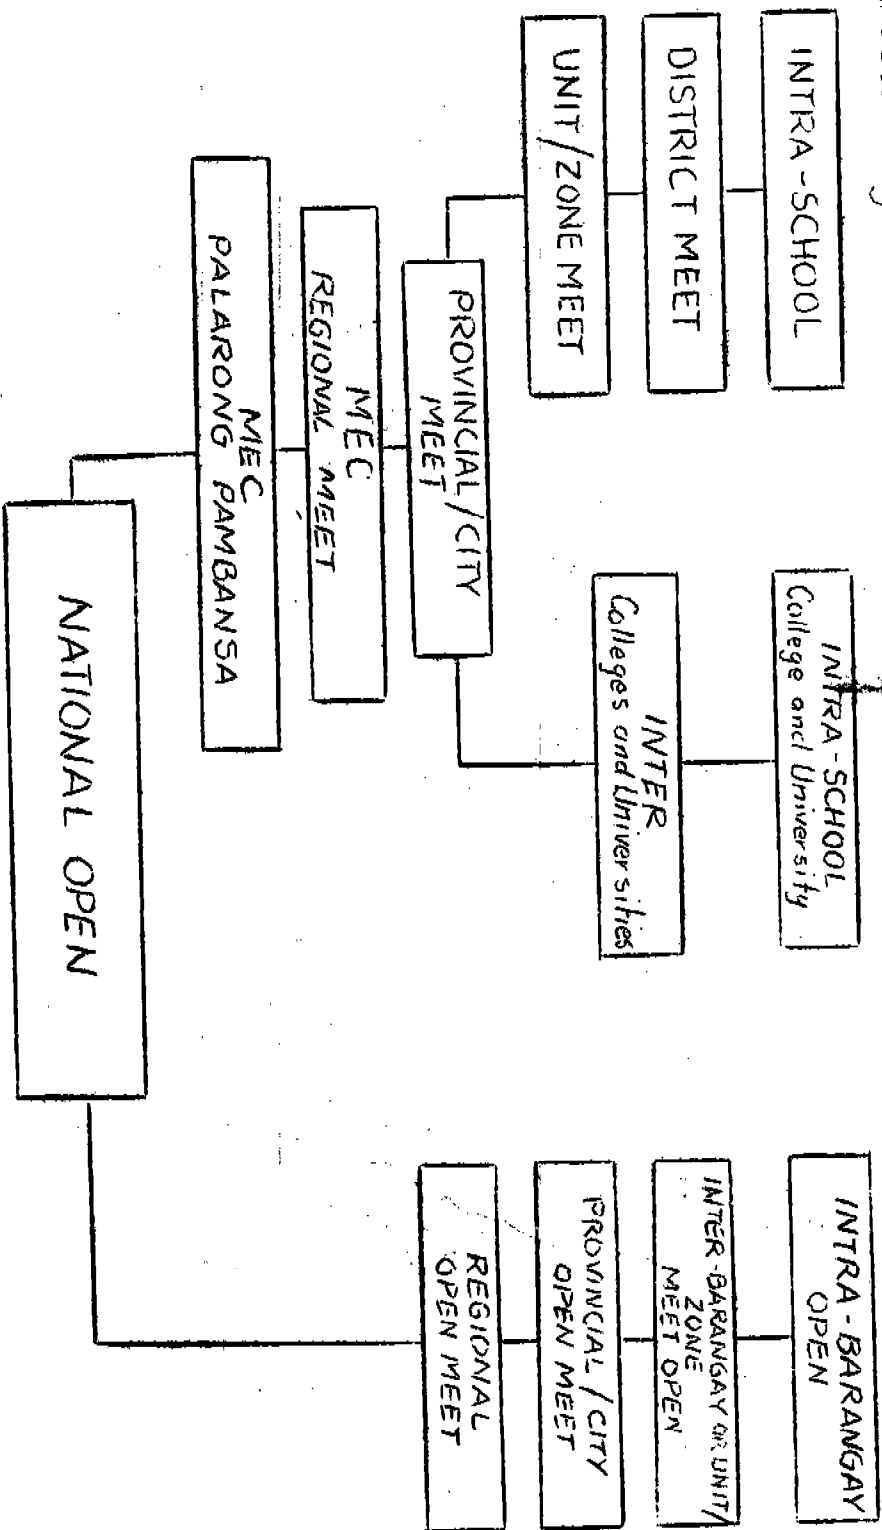 INTRA-SCHOOL
DISTRICT MEET
UNIT/ZONE MEET
INTRA-SCHOOL
College and University
INTER
Colleges and Universities
PROVINCIAL/CITY
MEET
MEC
REGIONAL MEET
MEC
PALARONG PAMBANSA
INTRA-BARANGAY
OPEN
INTER-BARANGAY OR UNIT/
ZONE
MEET OPEN
PROVINCIAL/CITY
OPEN MEET
REGIONAL
OPEN MEET
NATIONAL OPEN